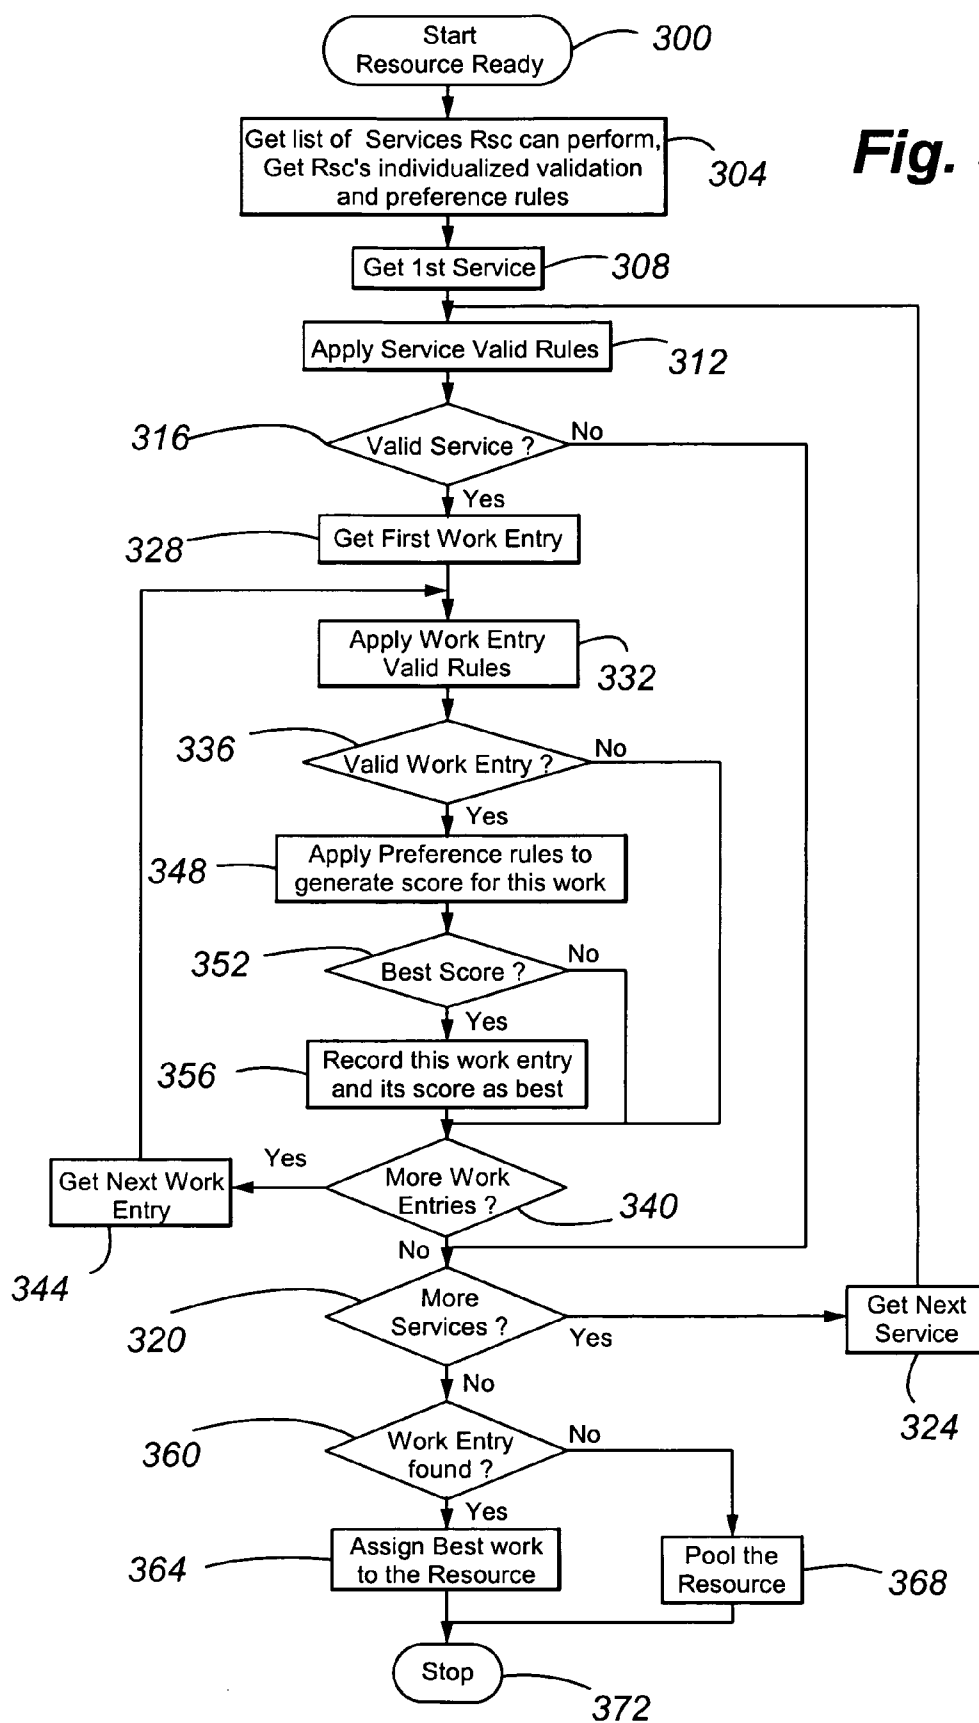 Start
Resource Ready
300
Fig.
Get list of Services Rsc can perform,
Get Rsc's individualized validation
and preference rules
304
Get 1st Service
308
Apply Service Valid Rules
312
316
Valid Service ?
No
Yes
328
Get First Work Entry
Apply Work Entry
Valid Rules
332
336
Valid Work Entry ?
No
Yes
348
Apply Preference rules to
generate score for this work
352
Best Score ?
No
Yes
356
Record this work entry
and its score as best
Yes
Get Next Work
Entry
More Work
Entries ?
340
344
No
320
More
Services ?
Yes
Get Next
Service
324
No
360
Work Entry
found ?
No
Yes
364
Assign Best work
to the Resource
Pool the
Resource
368
Stop
372